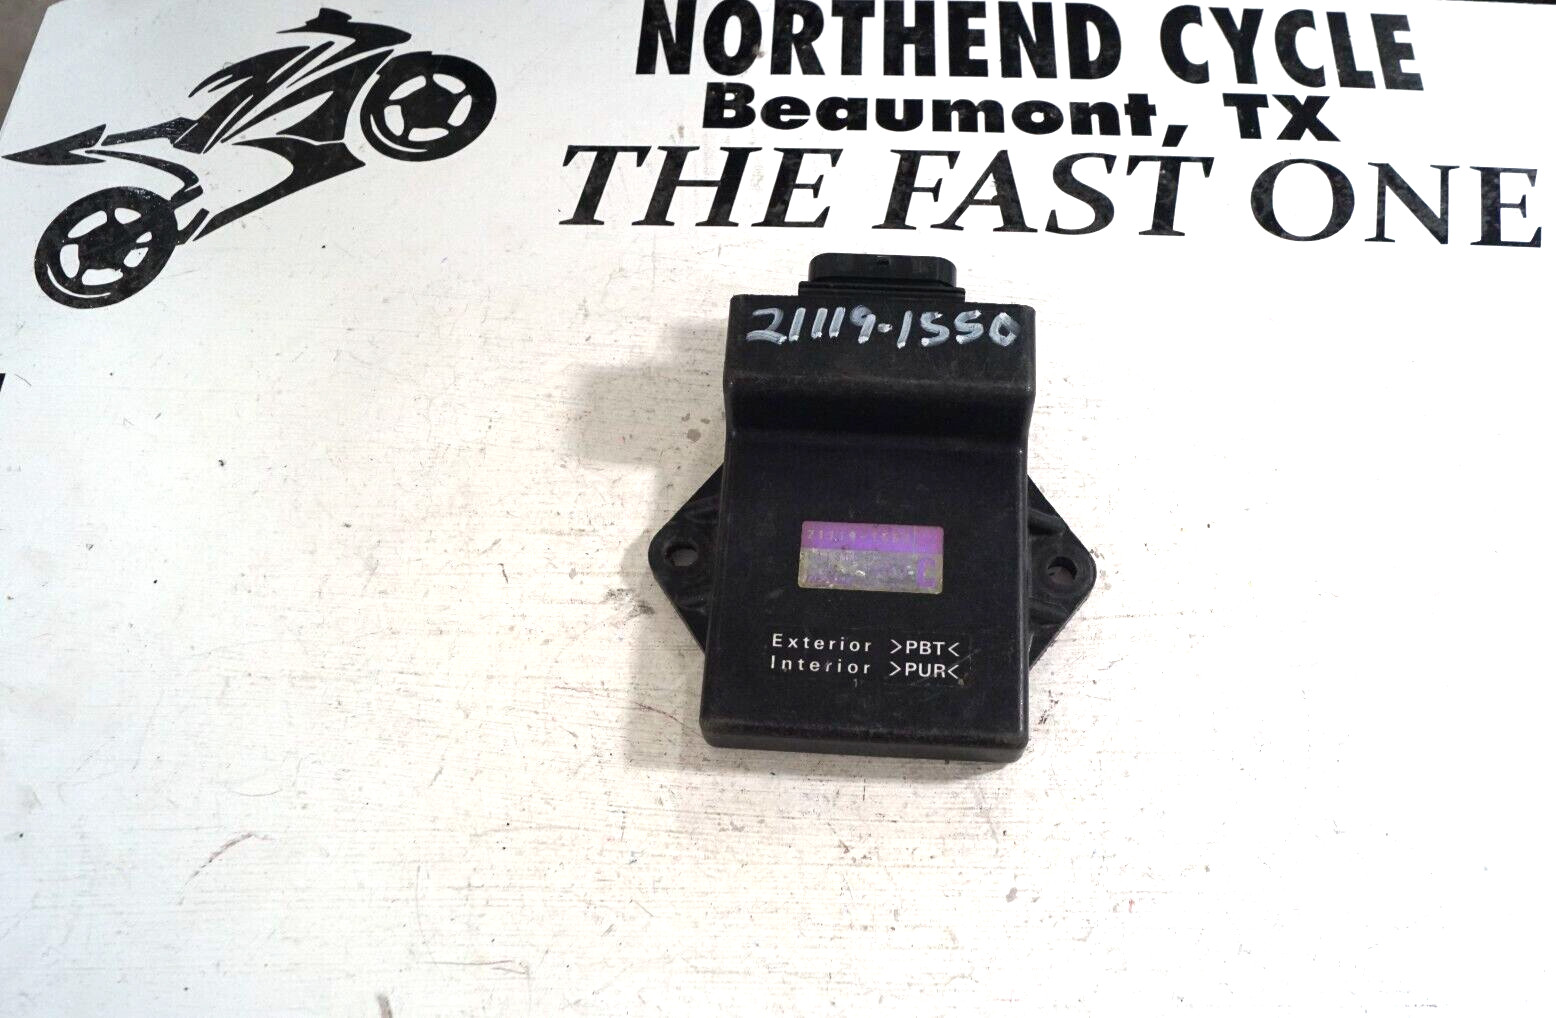 NORTHEND CYCLE
Beaumont, TX
THE FAST ONE
21119-1550
C
Exterior >PBT<
Interior >PUR<